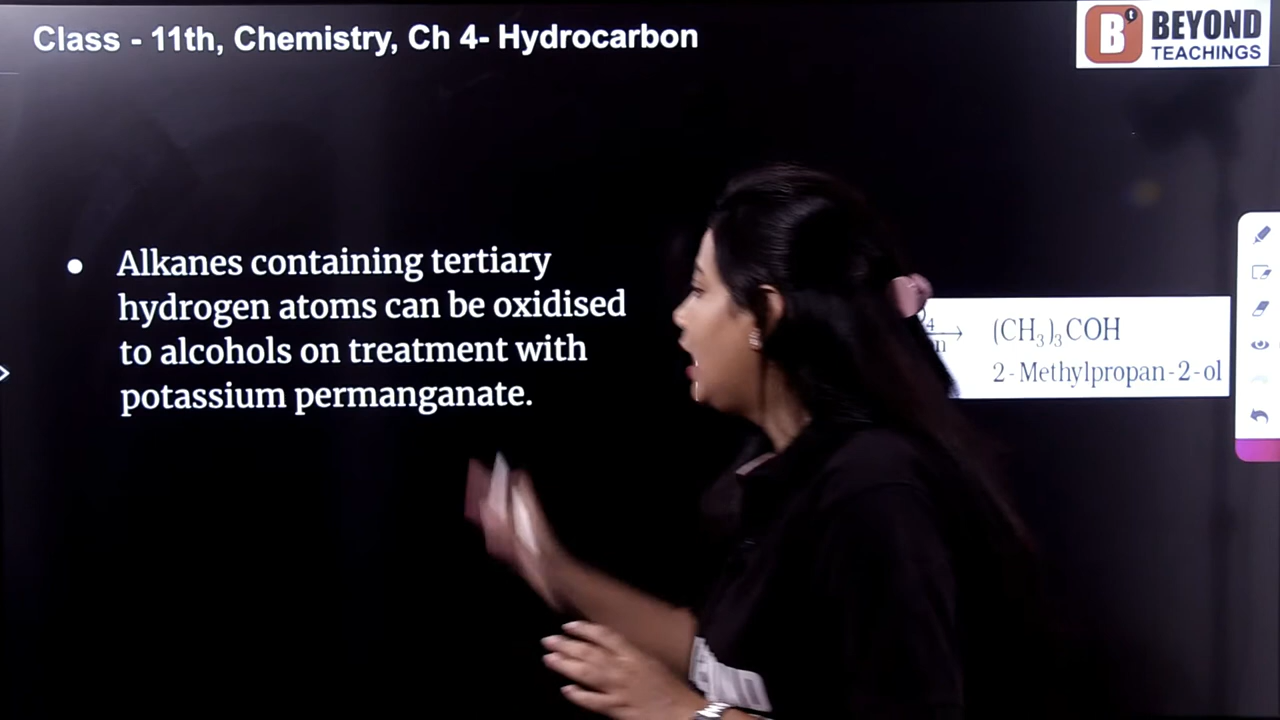 Class - 11th, Chemistry, Ch 4- Hydrocarbon
BEYOND
TEACHINGS
• Alkanes containing tertiary
hydrogen atoms can be oxidised
to alcohols on treatment with
potassium permanganate.
(CH₃)₃COH
2-Methylpropan-2-ol